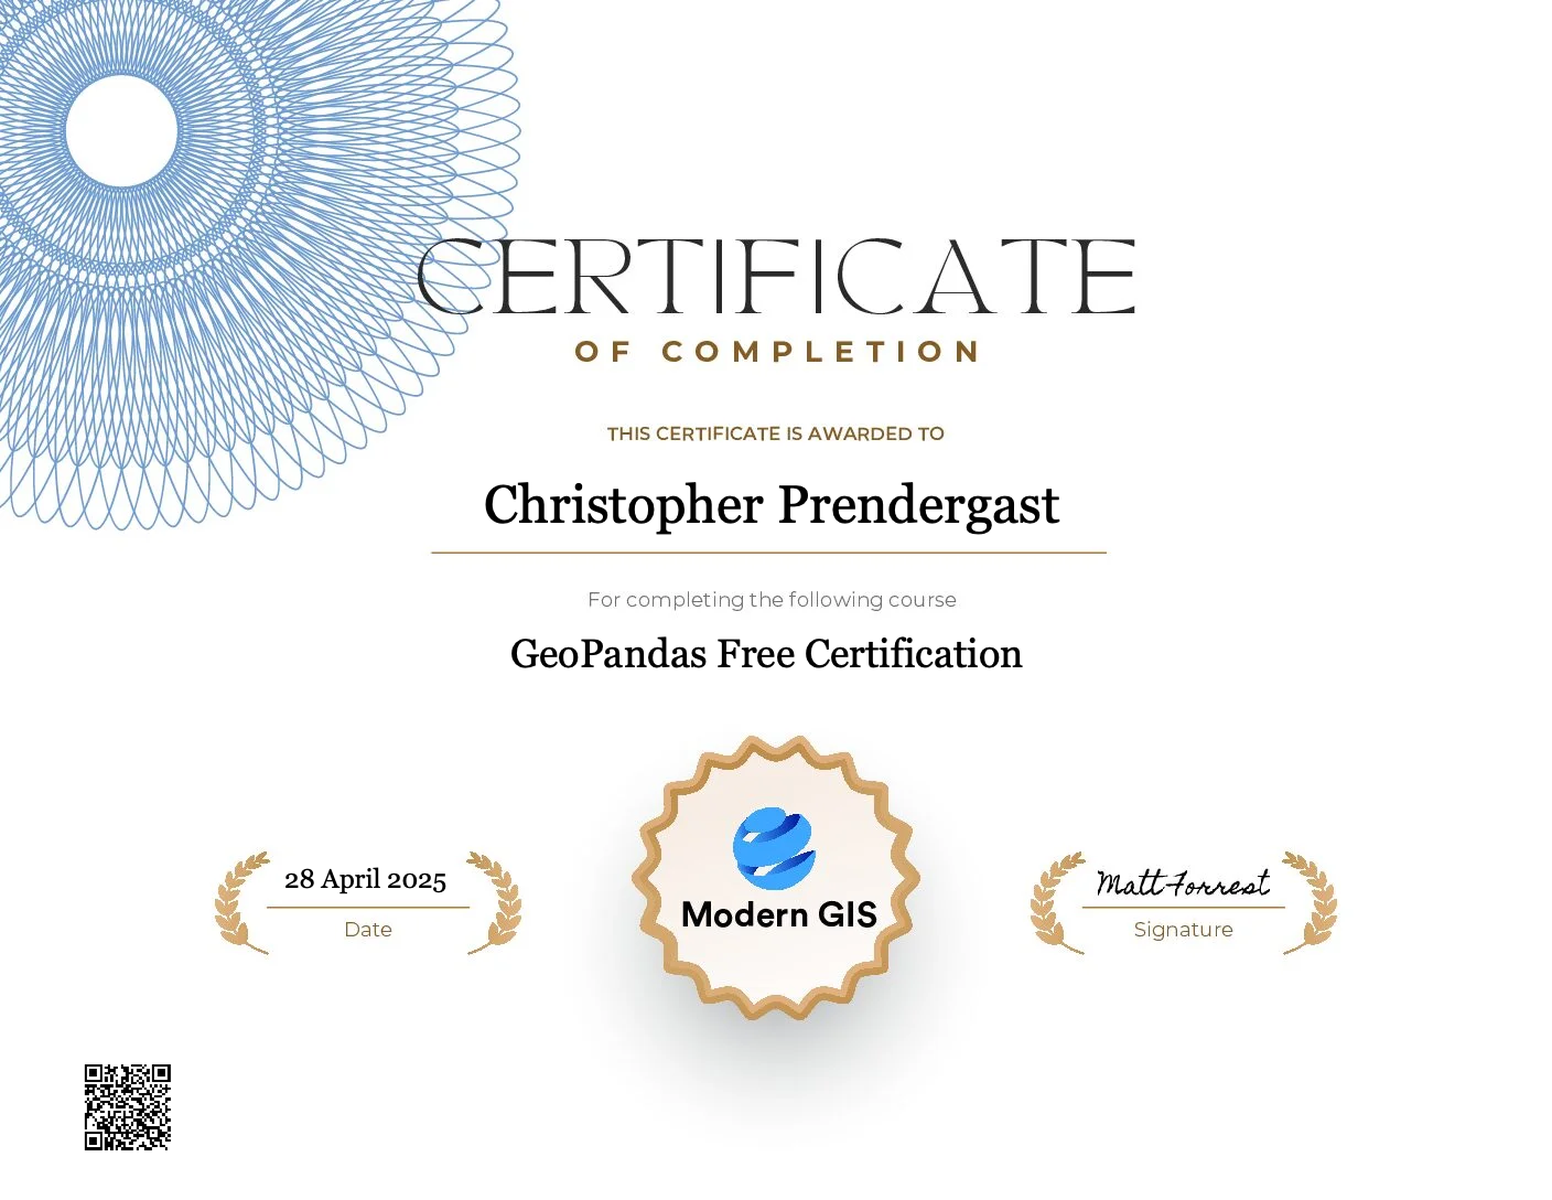 CERTIFICATE
OF COMPLETION
THIS CERTIFICATE IS AWARDED TO
Christopher Prendergast
For completing the following course
GeoPandas Free Certification
28 April 2025
Date
Modern GIS
Matt Forrest
Signature